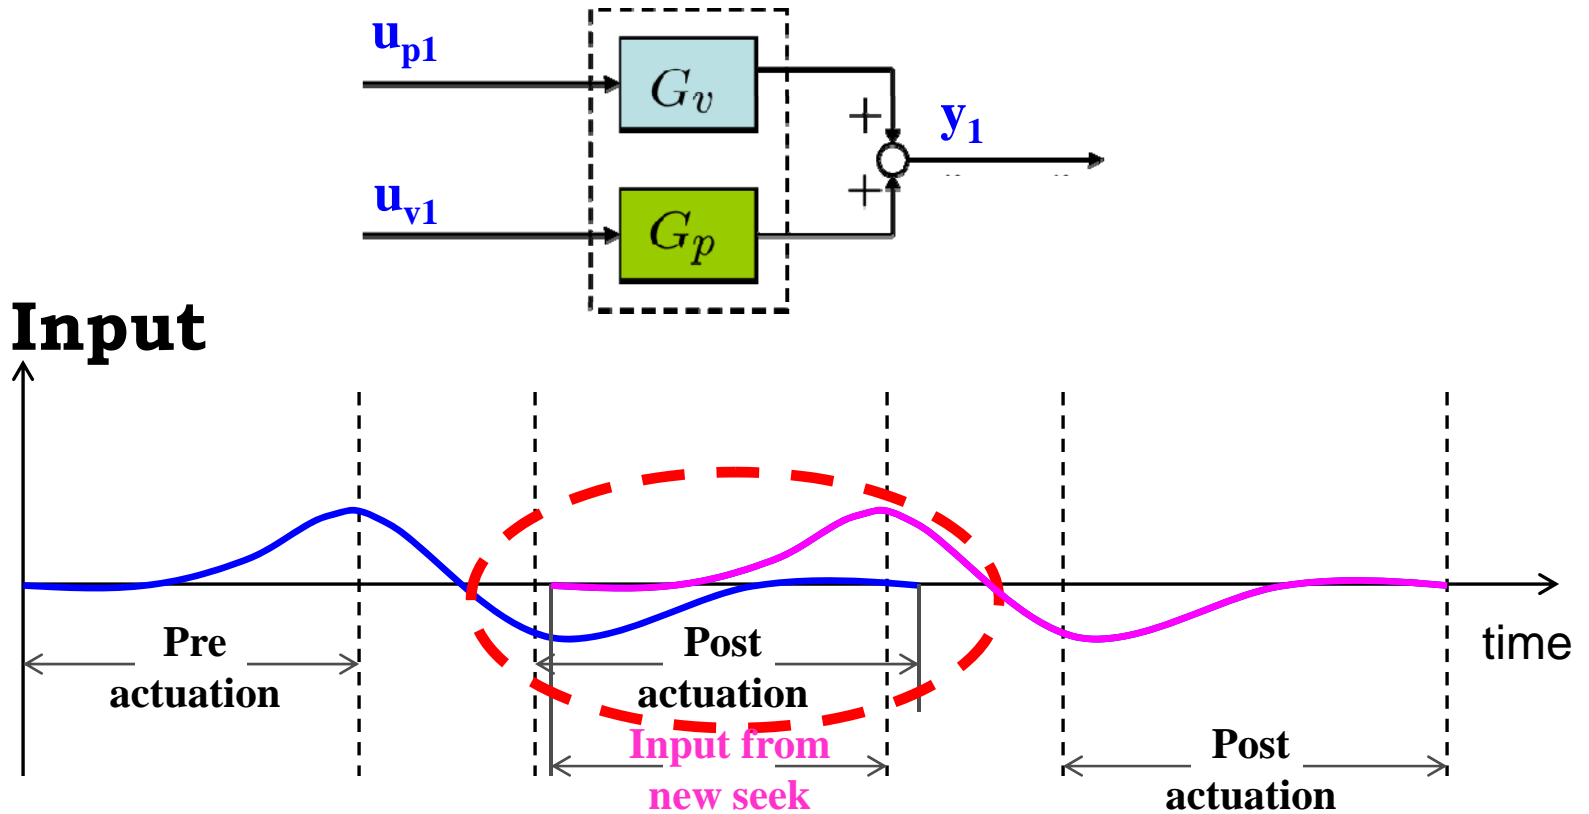 u_p1
G_v
+
y_1
+
u_v1
G_p
Input
Pre
actuation
Post
actuation
time
Input from
new seek
Post
actuation